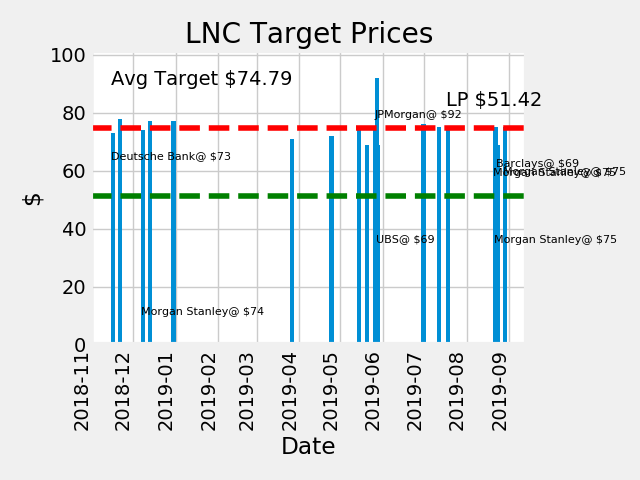 LNC Target Prices
100
Avg Target $74.79
LP $51.42
JPMorgan@ $92
80
Deutsche Bank@ $73
Barclays@ $69
Morgan Stanley@ $75
60
$
40
UBS@ $69
Morgan Stanley@ $75
20
Morgan Stanley@ $74
0
2018-11
2018-12
2019-01
2019-02
2019-03
2019-04
2019-05
2019-06
2019-07
2019-08
2019-09
Date